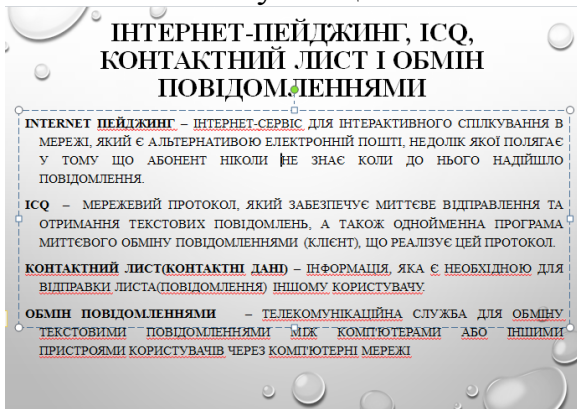 ІНТЕРНЕТ-ПЕЙДЖИНГ, ICQ,
КОНТАКТНИЙ ЛИСТ І ОБМІН
ПОВІДОМЛЕННЯМИ
INTERNET ПЕЙДЖИНГ – ІНТЕРНЕТ-СЕРВІС ДЛЯ ІНТЕРАКТИВНОГО СПІЛКУВАННЯ В
МЕРЕЖІ, ЯКИЙ Є АЛЬТЕРНАТИВОЮ ЕЛЕКТРОННІЙ ПОШТІ, НЕДОЛІК ЯКОЇ ПОЛЯГАЄ
У ТОМУ ЩО АБОНЕНТ НІКОЛИ НЕ ЗНАЄ КОЛИ ДО НЬОГО НАДІЙШЛО
ПОВІДОМЛЕННЯ.
ICQ – МЕРЕЖЕВИЙ ПРОТОКОЛ, ЯКИЙ ЗАБЕЗПЕЧУЄ МИТТЄВЕ ВІДПРАВЛЕННЯ ТА
ОТРИМАННЯ ТЕКСТОВИХ ПОВІДОМЛЕНЬ, А ТАКОЖ ОДНОЙМЕННА ПРОГРАМА
МИТТЄВОГО ОБМІНУ ПОВІДОМЛЕННЯМИ (КЛІЄНТ), ЩО РЕАЛІЗУЄ ЦЕЙ ПРОТОКОЛ.
КОНТАКТНИЙ ЛИСТ(КОНТАКТНІ ДАНІ) – ІНФОРМАЦІЯ, ЯКА Є НЕОБХІДНОЮ ДЛЯ
ВІДПРАВКИ ЛИСТА(ПОВІДОМЛЕННЯ) ІНШОМУ КОРИСТУВАЧУ.
ОБМІН ПОВІДОМЛЕННЯМИ – ТЕЛЕКОМУНІКАЦІЙНА СЛУЖБА ДЛЯ ОБМІНУ
ТЕКСТОВИМИ ПОВІДОМЛЕННЯМИ МІЖ КОМП'ЮТЕРАМИ АБО ІНШИМИ
ПРИСТРОЯМИ КОРИСТУВАЧІВ ЧЕРЕЗ КОМП'ЮТЕРНІ МЕРЕЖІ